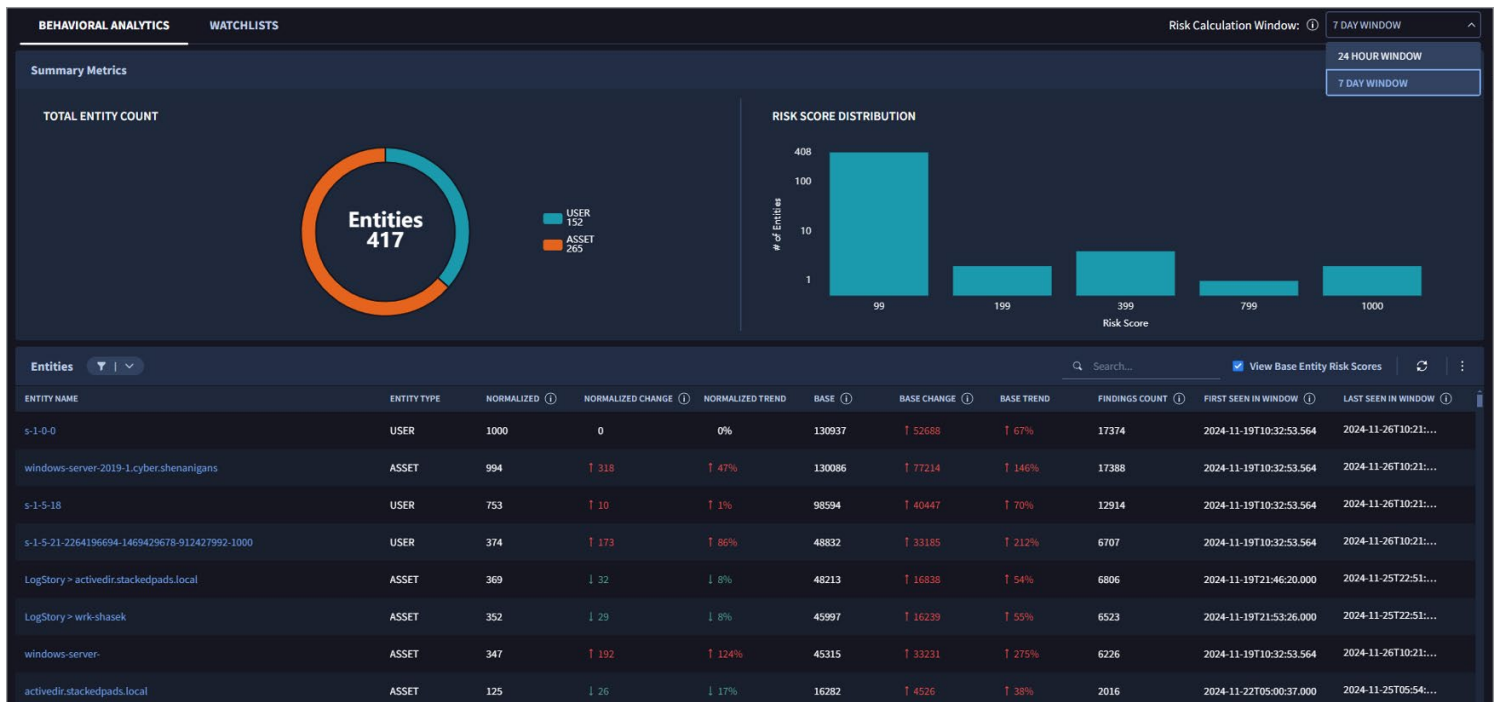 BEHAVIORAL ANALYTICS WATCHLISTS Risk Calculation Window: 7 DAY WINDOW
24 HOUR WINDOW
7 DAY WINDOW
Summary Metrics
TOTAL ENTITY COUNT
Entities
417
USER
152
ASSET
265
RISK SCORE DISTRIBUTION
408
100
10
1
# of Entities
99 199 399 799 1000
Risk Score
Entities Search... View Base Entity Risk Scores
ENTITY NAME ENTITY TYPE NORMALIZED NORMALIZED CHANGE NORMALIZED TREND BASE BASE CHANGE BASE TREND FINDINGS COUNT FIRST SEEN IN WINDOW LAST SEEN IN WINDOW
s-1-0-0 USER 1000 0 0% 130937 ↑ 52688 ↑ 67% 17374 2024-11-19T10:32:53.564 2024-11-26T10:21:...
windows-server-2019-1.cyber.shenanigans ASSET 994 ↑ 318 ↑ 47% 130086 ↑ 77214 ↑ 146% 17388 2024-11-19T10:32:53.564 2024-11-26T10:21:...
s-1-5-18 USER 753 ↑ 10 ↑ 1% 98594 ↑ 40447 ↑ 70% 12914 2024-11-19T10:32:53.564 2024-11-26T10:21:...
s-1-5-21-2264196694-1469429678-912427992-1000 USER 374 ↑ 173 ↑ 86% 48832 ↑ 33185 ↑ 212% 6707 2024-11-19T10:32:53.564 2024-11-26T10:21:...
LogStory > activedir.stackedpads.local ASSET 369 ↓ 32 ↓ 8% 48213 ↑ 16838 ↑ 54% 6806 2024-11-19T21:46:20.000 2024-11-25T22:51:...
LogStory > wrk-shasek ASSET 352 ↓ 29 ↓ 8% 45997 ↑ 16239 ↑ 55% 6523 2024-11-19T21:53:26.000 2024-11-25T22:51:...
windows-server- ASSET 347 ↑ 192 ↑ 124% 45315 ↑ 33231 ↑ 275% 6226 2024-11-19T10:32:53.564 2024-11-26T10:21:...
activedir.stackedpads.local ASSET 125 ↓ 26 ↓ 17% 16282 ↑ 4526 ↑ 38% 2016 2024-11-22T05:00:37.000 2024-11-25T05:54:...